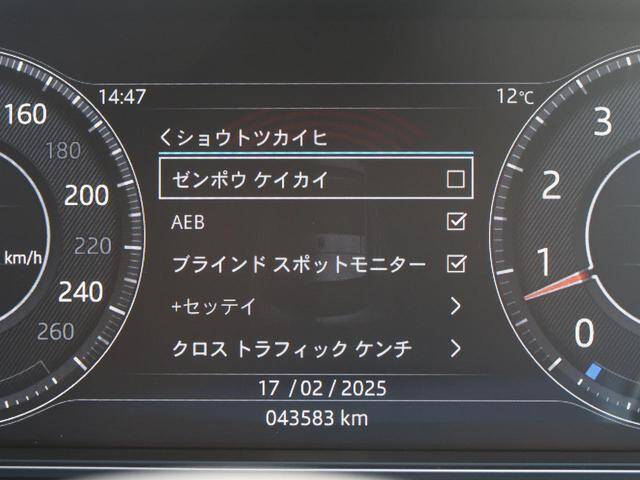 14:47
12℃
160
180
200
220
km/h
240
260
3
2
1
0
<ショウトツカイヒ
ゼンポウ ケイカイ
AEB
ブラインド スポットモニター
+セッテイ
クロス トラフィック ケンチ
17 /02 /2025
043583 km